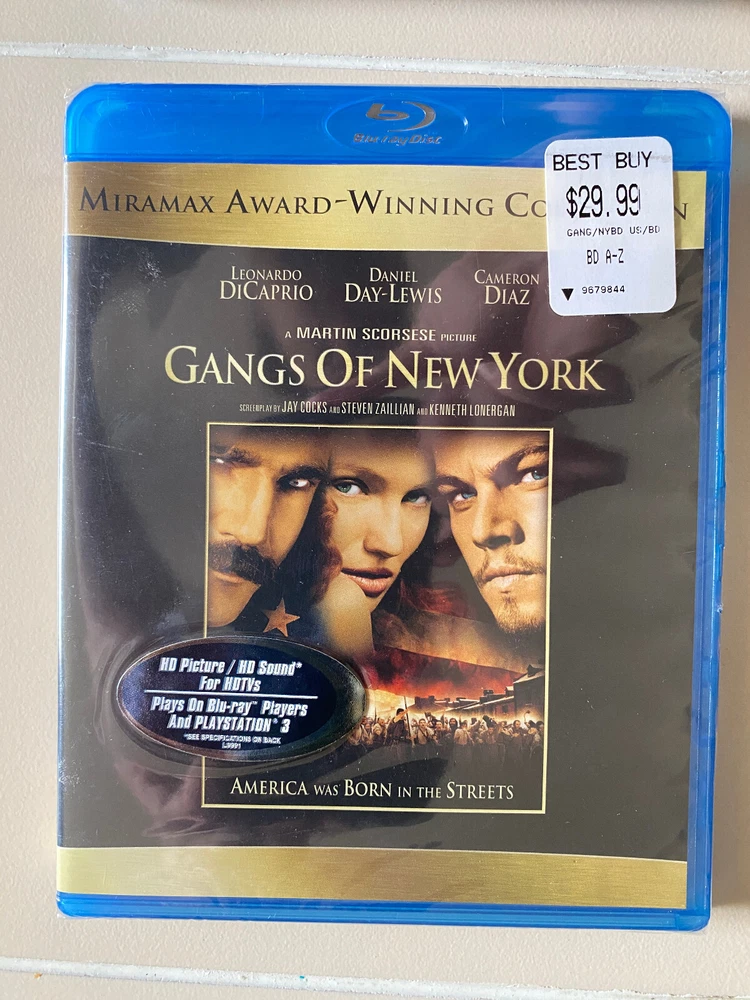 Blu-ray Disc
MIRAMAX AWARD-WINNING CO N
BEST BUY
$29.99
GANG/NYBD US/BD
BD A-Z
▼ 9679844
LEONARDO DICAPRIO
DANIEL DAY-LEWIS
CAMERON DIAZ
A MARTIN SCORSESE PICTURE
GANGS OF NEW YORK
SCREENPLAY BY JAY COCKS AND STEVEN ZAILLIAN AND KENNETH LONERGAN
HD Picture / HD Sound*
For HDTVs
Plays On Blu-ray™ Players
And PLAYSTATION® 3
*SEE SPECIFICATIONS ON BACK
AMERICA WAS BORN IN THE STREETS